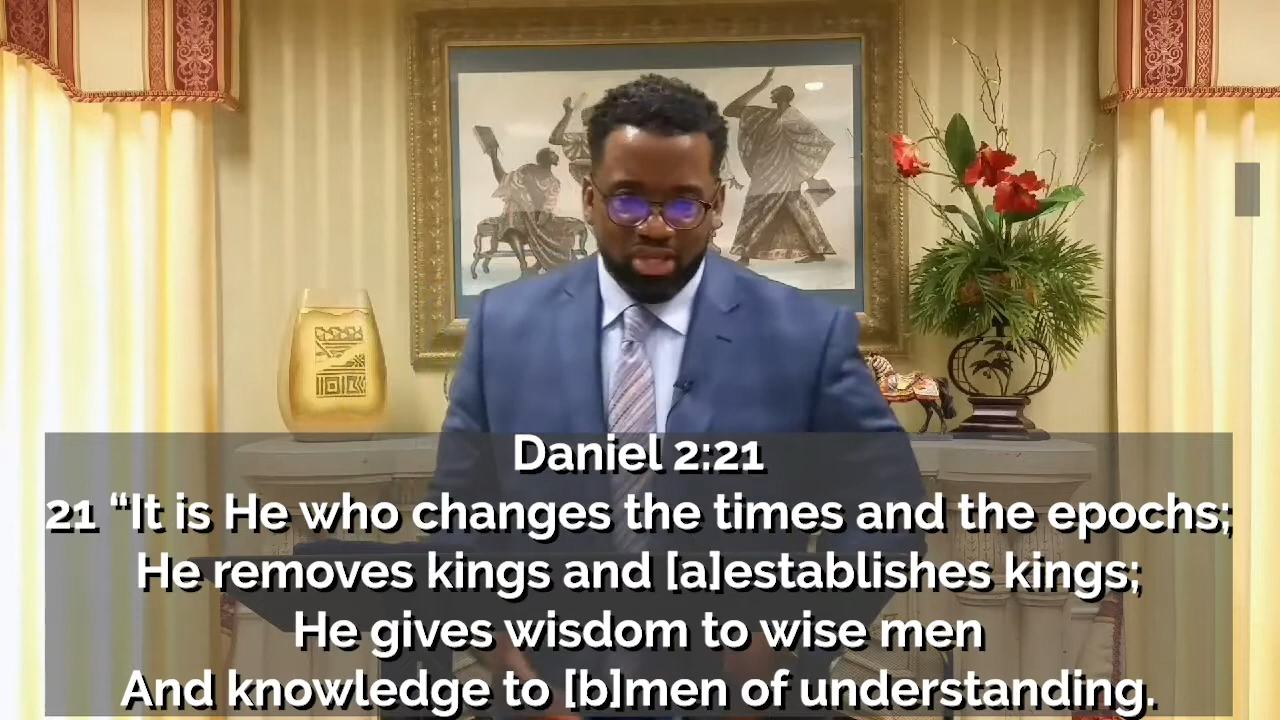 Daniel 2:21
21 “It is He who changes the times and the epochs;
He removes kings and [a]establishes kings;
He gives wisdom to wise men
And knowledge to [b]men of understanding.